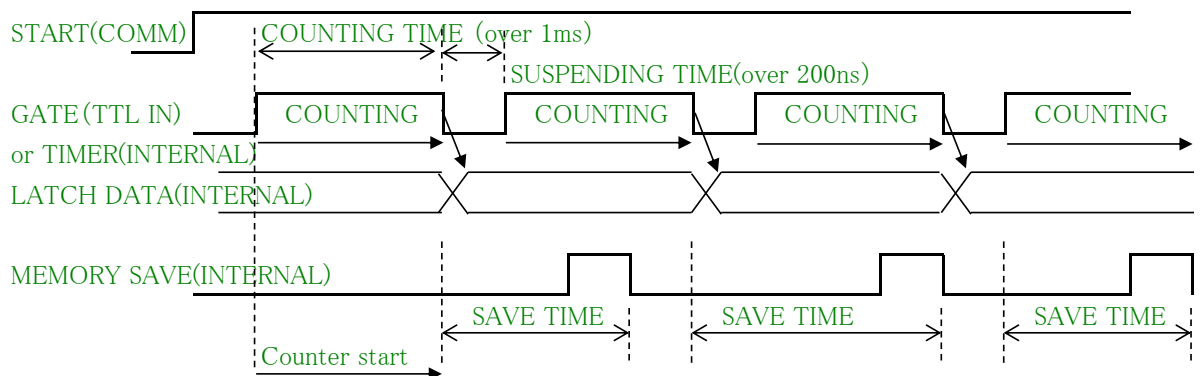 START(COMM)
COUNTING TIME (over 1ms)
SUSPENDING TIME(over 200ns)
GATE(TTL IN)
COUNTING COUNTING COUNTING COUNTING
or TIMER(INTERNAL)
LATCH DATA(INTERNAL)
MEMORY SAVE(INTERNAL)
SAVE TIME SAVE TIME SAVE TIME
Counter start